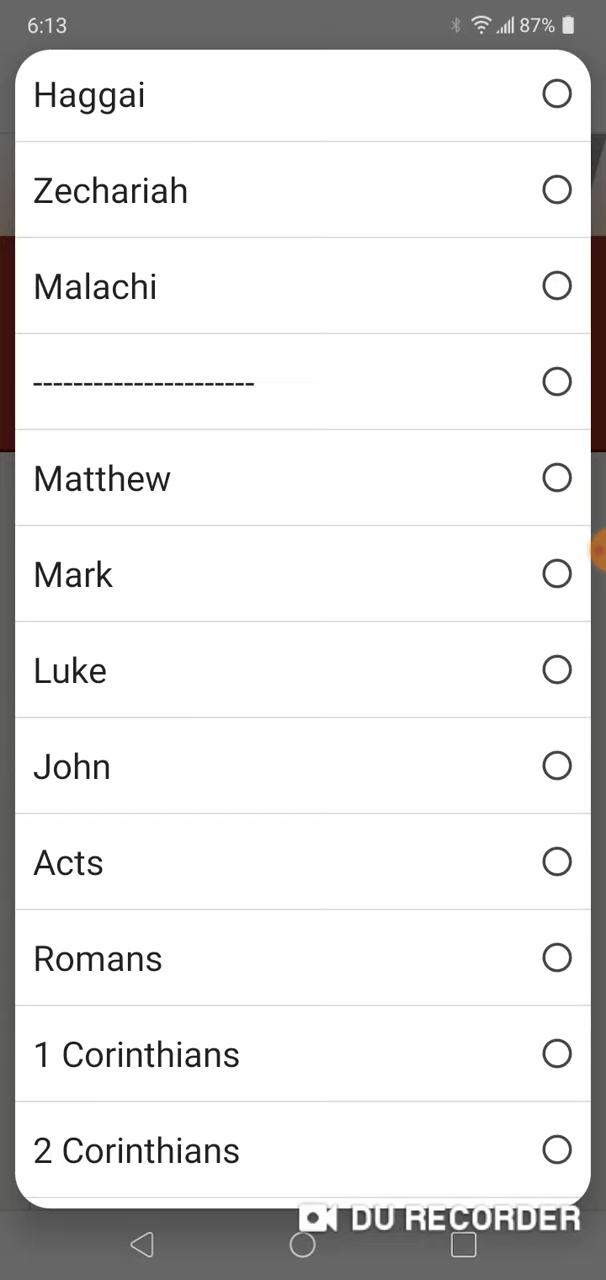 6:13 87%
Haggai
Zechariah
Malachi
----------------------
Matthew
Mark
Luke
John
Acts
Romans
1 Corinthians
2 Corinthians
DU RECORDER